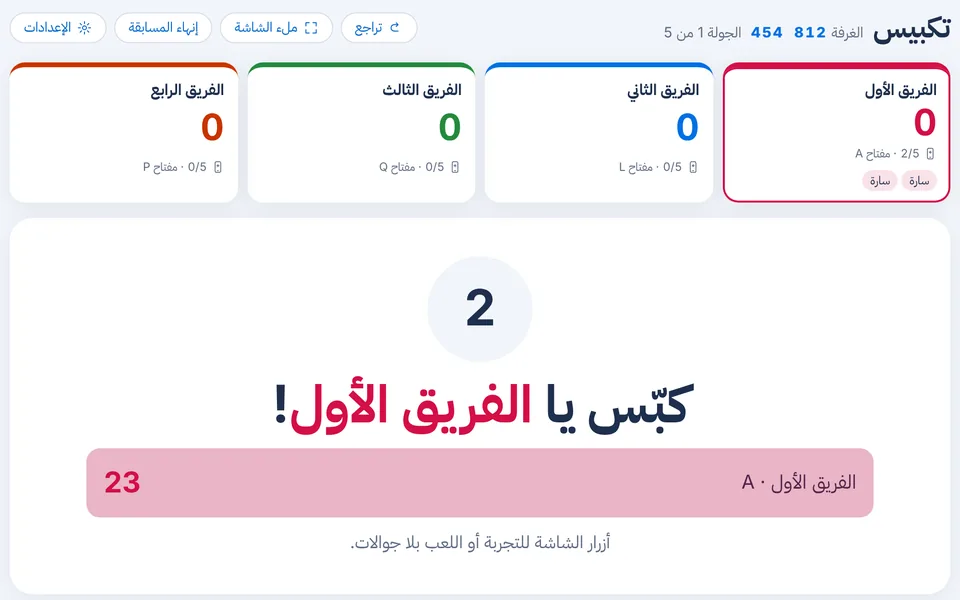 تكبيس
الغرفة 812 454
الجولة 1 من 5
تراجع
ملء الشاشة
إنهاء المسابقة
الإعدادات
الفريق الأول
0
2/5 · مفتاح A
سارة سارة
الفريق الثاني
0
0/5 · مفتاح L
الفريق الثالث
0
0/5 · مفتاح Q
الفريق الرابع
0
0/5 · مفتاح P
2
كبّس يا الفريق الأول!
الفريق الأول · A
23
أزرار الشاشة للتجربة أو اللعب بلا جوالات.